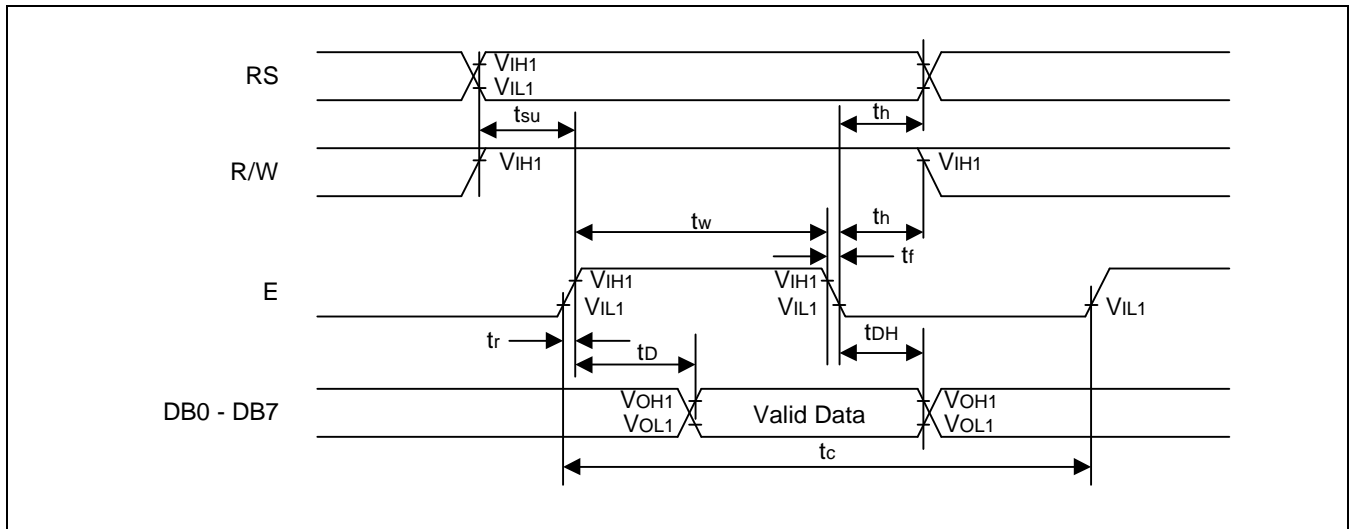 RS
VIH1
VIL1
tsu
th
R/W
VIH1
VIH1
tw
th
tf
E
VIH1
VIL1
VIH1
VIL1
VIL1
tr
tD
tDH
DB0 - DB7
VOH1
VOL1
Valid Data
VOH1
VOL1
tc